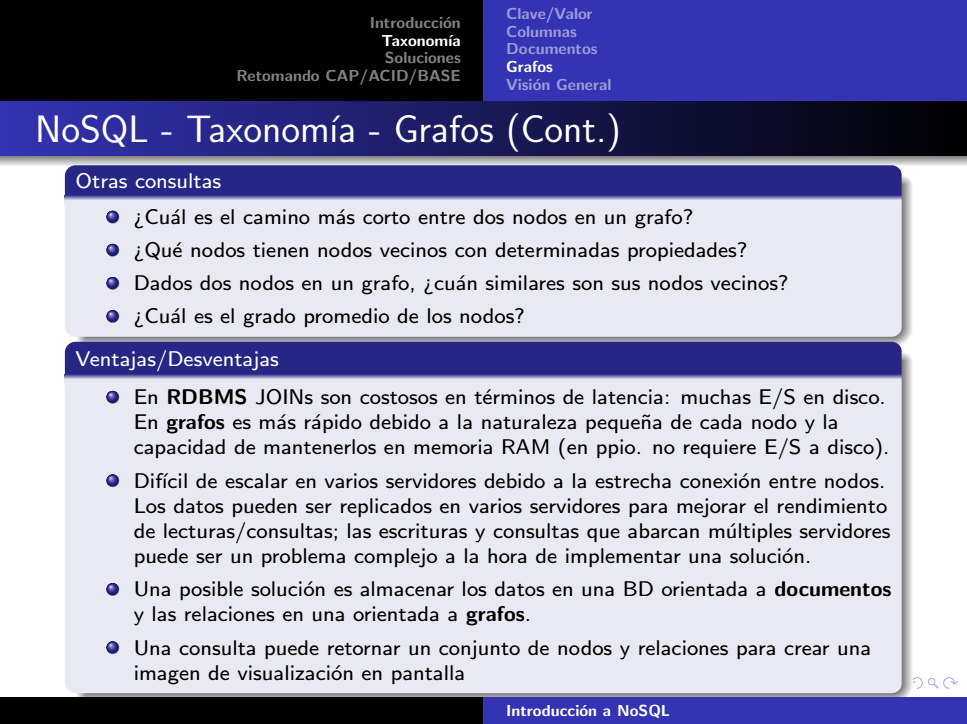 Introducción
Taxonomía
Soluciones
Retomando CAP/ACID/BASE
Clave/Valor
Columnas
Documentos
Grafos
Visión General
NoSQL - Taxonomía - Grafos (Cont.)
Otras consultas
¿Cuál es el camino más corto entre dos nodos en un grafo?
¿Qué nodos tienen nodos vecinos con determinadas propiedades?
Dados dos nodos en un grafo, ¿cuán similares son sus nodos vecinos?
¿Cuál es el grado promedio de los nodos?
Ventajas/Desventajas
En RDBMS JOINs son costosos en términos de latencia: muchas E/S en disco.
En grafos es más rápido debido a la naturaleza pequeña de cada nodo y la
capacidad de mantenerlos en memoria RAM (en ppio. no requiere E/S a disco).
Difícil de escalar en varios servidores debido a la estrecha conexión entre nodos.
Los datos pueden ser replicados en varios servidores para mejorar el rendimiento
de lecturas/consultas; las escrituras y consultas que abarcan múltiples servidores
puede ser un problema complejo a la hora de implementar una solución.
Una posible solución es almacenar los datos en una BD orientada a documentos
y las relaciones en una orientada a grafos.
Una consulta puede retornar un conjunto de nodos y relaciones para crear una
imagen de visualización en pantalla
Introducción a NoSQL